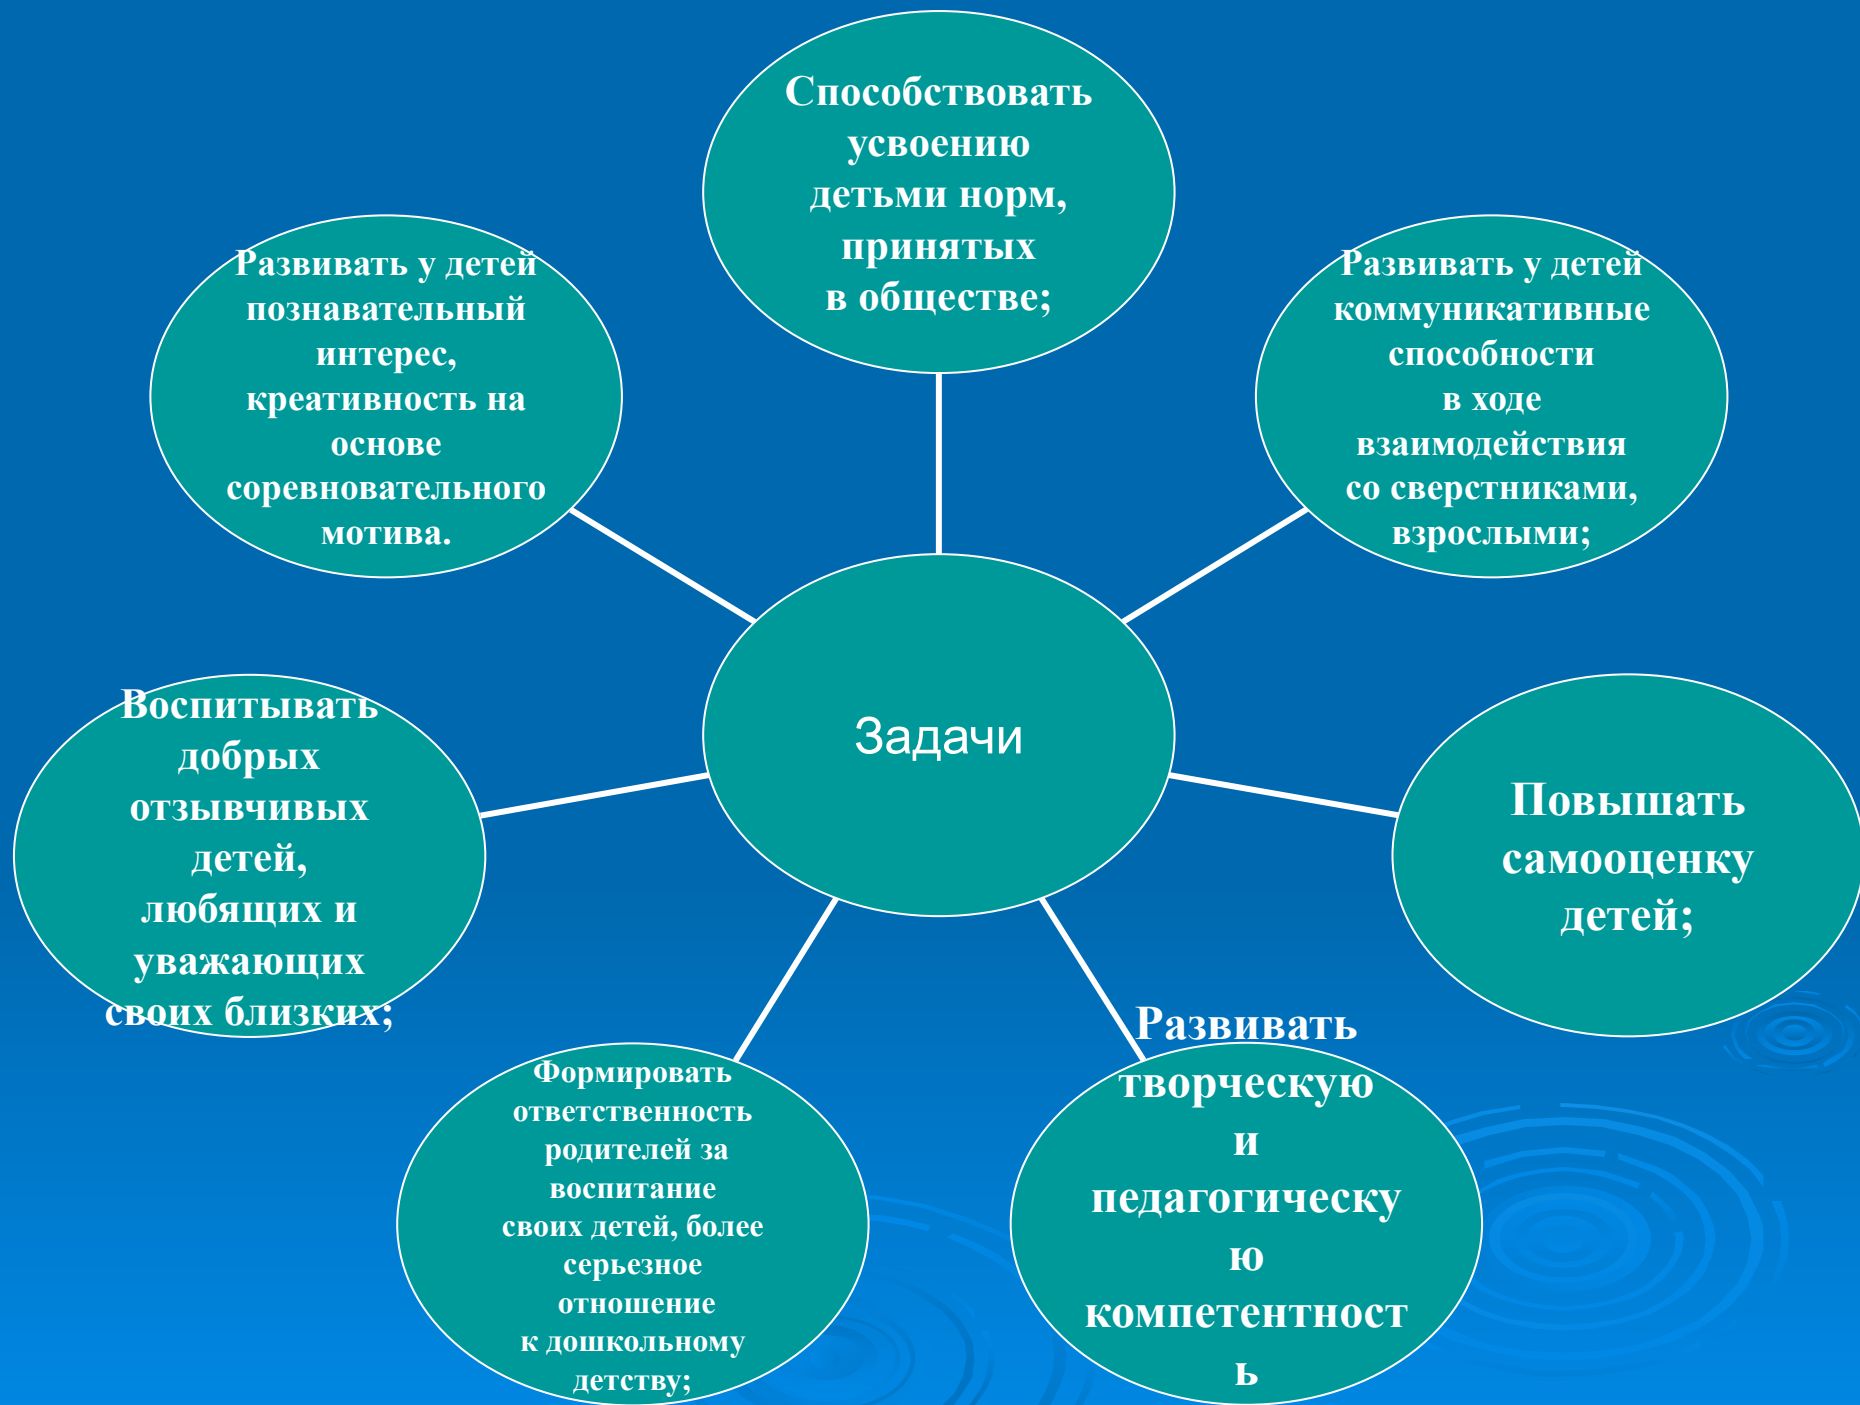 Способствовать
усвоению
детьми норм,
принятых
в обществе;
Развивать у детей
коммуникативные
способности
в ходе
взаимодействия
со сверстниками,
взрослыми;
Повышать
самооценку
детей;
Развивать
творческую
и
педагогическу
ю
компетентност
ь
Формировать
ответственность
родителей за
воспитание
своих детей, более
серьезное
отношение
к дошкольному
детству;
Воспитывать
добрых
отзывчивых
детей,
любящих и
уважающих
своих близких;
Развивать у детей
познавательный
интерес,
креативность на
основе
соревновательного
мотива.
Задачи